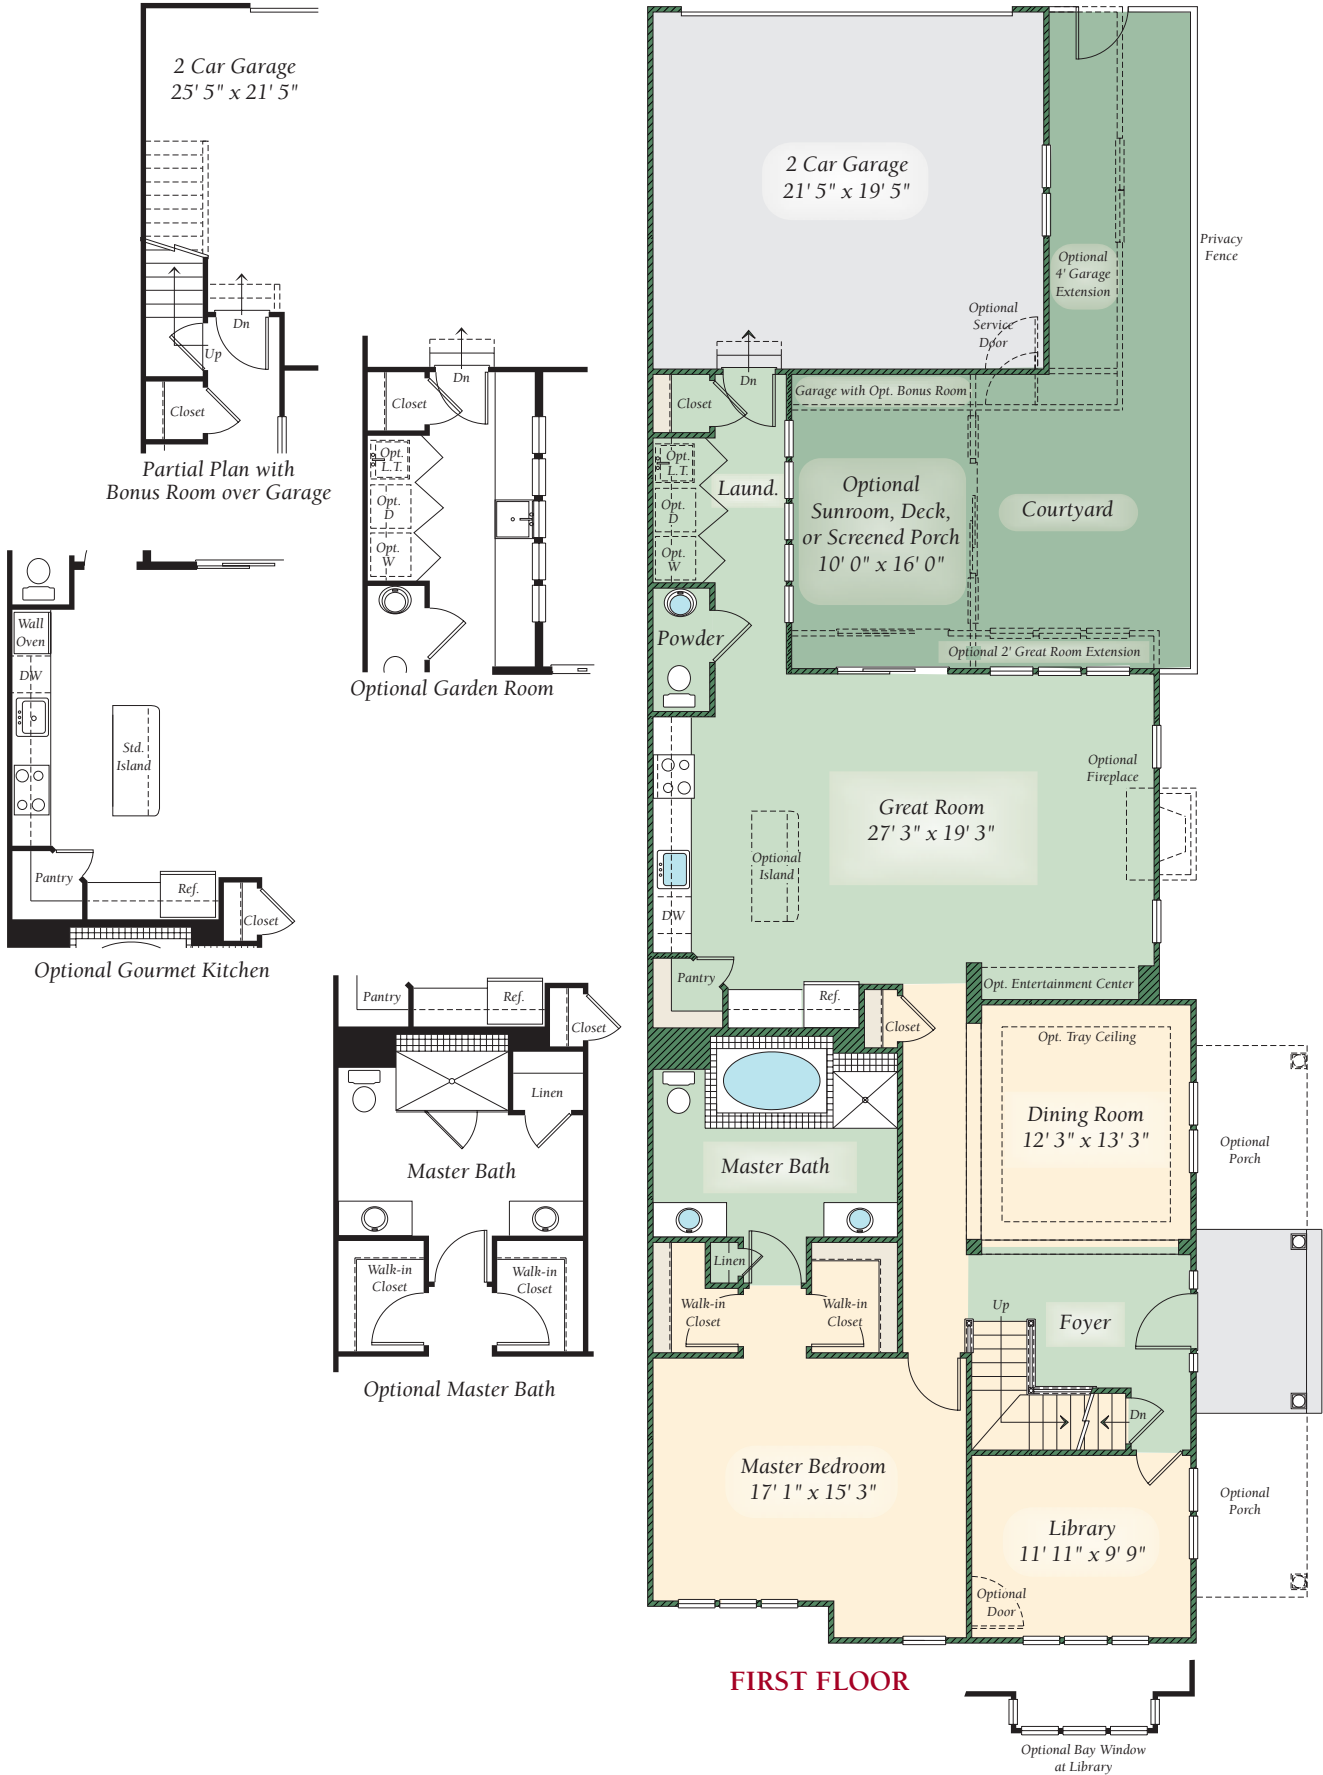 2 Car Garage
25' 5" x 21' 5"
Dn
Up
Closet
Partial Plan with
Bonus Room over Garage
Dn
Closet
Opt.
L.T.
Opt.
D
Opt.
W
Optional Garden Room
Wall
Oven
DW
Std.
Island
Pantry
Ref.
Closet
Optional Gourmet Kitchen
Pantry
Ref.
Closet
Linen
Master Bath
Walk-in
Closet
Walk-in
Closet
Optional Master Bath
2 Car Garage
21' 5" x 19' 5"
Privacy
Fence
Optional
4' Garage
Extension
Optional
Service
Door
Dn
Closet
Garage with Opt. Bonus Room
Opt.
L.T.
Opt.
D
Opt.
W
Laund.
Optional
Sunroom, Deck,
or Screened Porch
10' 0" x 16' 0"
Courtyard
Powder
Optional 2' Great Room Extension
Optional
Fireplace
Great Room
27' 3" x 19' 3"
Optional
Island
DW
Pantry
Ref.
Closet
Opt. Entertainment Center
Opt. Tray Ceiling
Dining Room
12' 3" x 13' 3"
Optional
Porch
Master Bath
Linen
Walk-in
Closet
Walk-in
Closet
Up
Foyer
Dn
Master Bedroom
17' 1" x 15' 3"
Library
11' 11" x 9' 9"
Optional
Porch
Optional
Door
FIRST FLOOR
Optional Bay Window
at Library